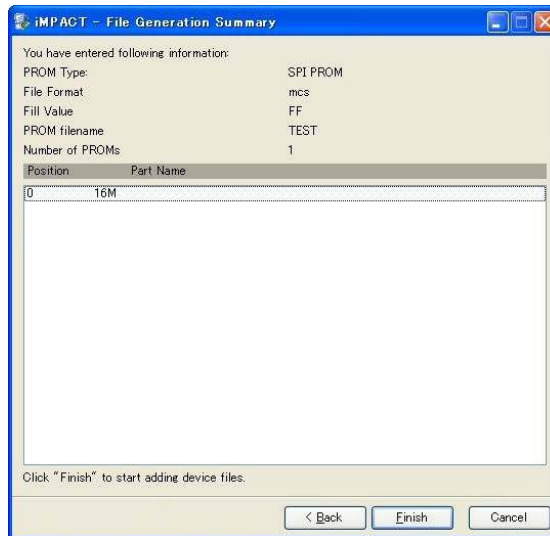 iMPACT - File Generation Summary
You have entered following information:
PROM Type: SPI PROM
File Format mcs
Fill Value FF
PROM filename TEST
Number of PROMs 1
Position Part Name
0 16M
Click "Finish" to start adding device files.
< Back Finish Cancel